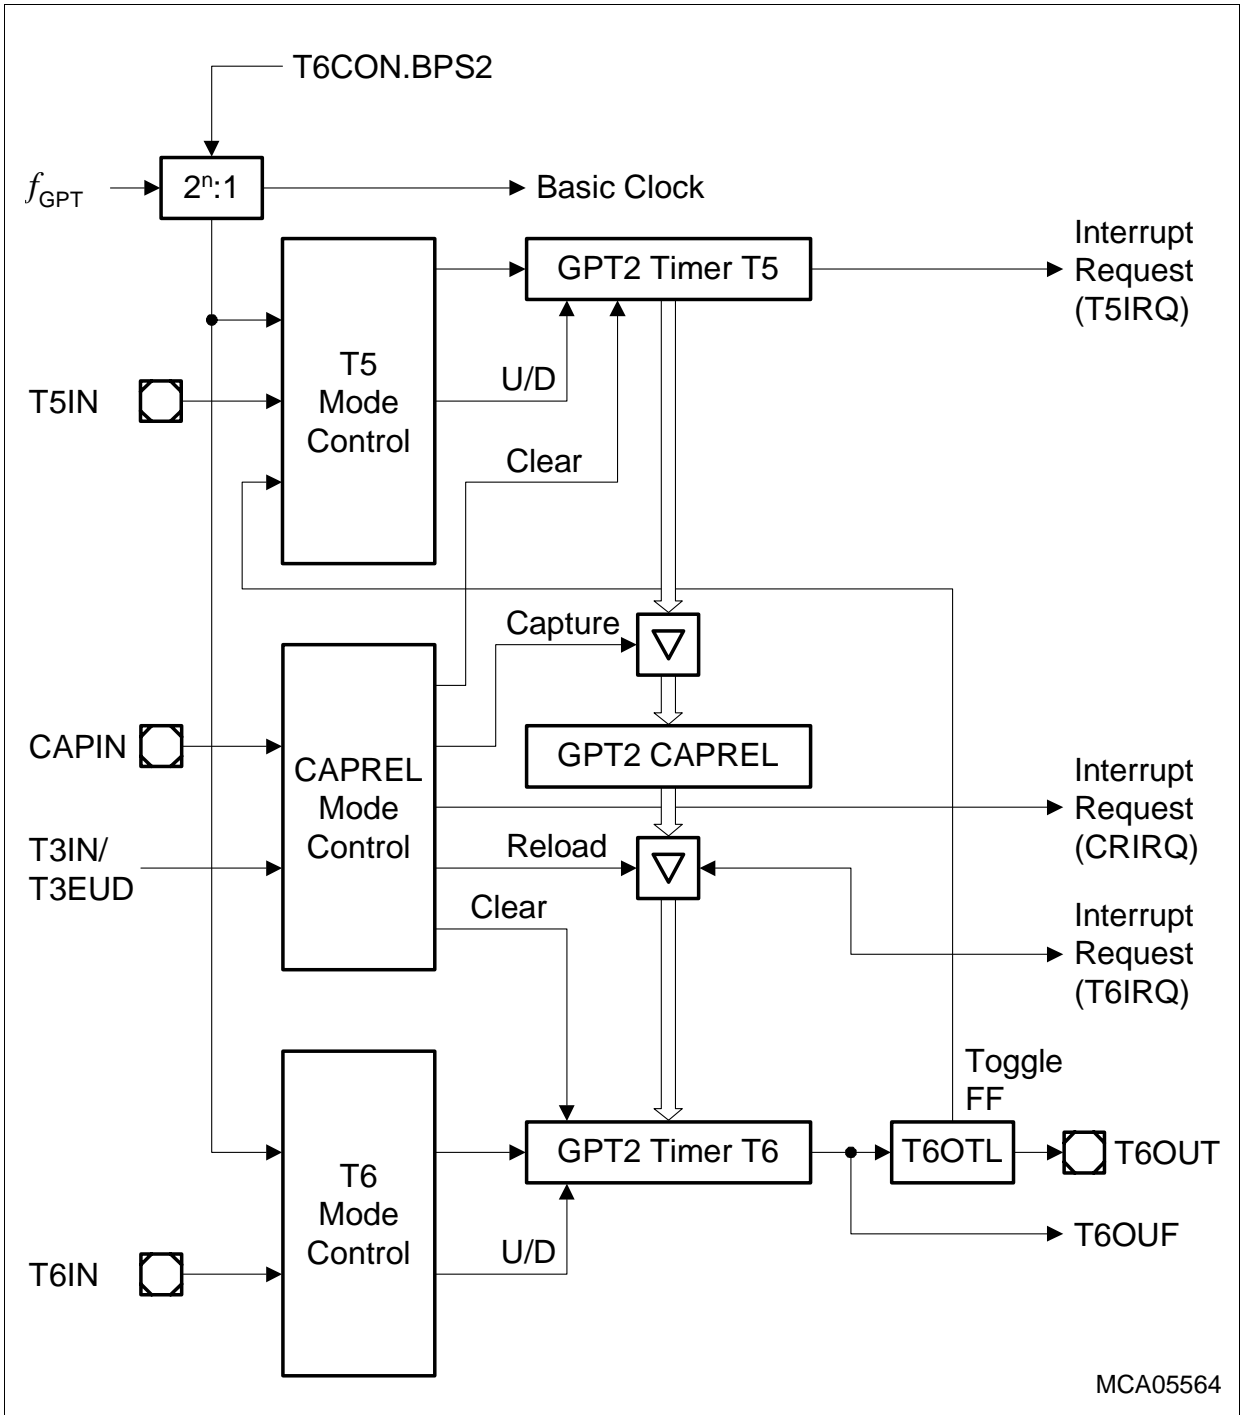 T6CON.BPS2
fGPT
2ⁿ:1
Basic Clock
GPT2 Timer T5
Interrupt
Request
(T5IRQ)
T5
Mode
Control
U/D
T5IN
Clear
Capture
CAPIN
CAPREL
Mode
Control
GPT2 CAPREL
Interrupt
Request
(CRIRQ)
T3IN/
T3EUD
Reload
Clear
Interrupt
Request
(T6IRQ)
Toggle
FF
GPT2 Timer T6
T6OTL
T6OUT
T6
Mode
Control
U/D
T6OUF
T6IN
MCA05564